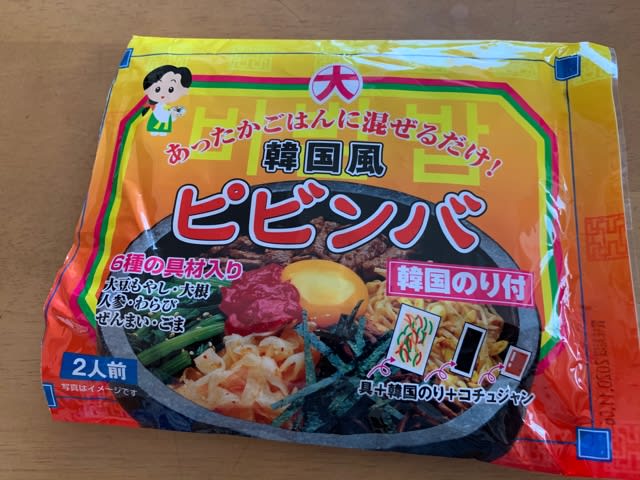 大
비빔밥
あったかごはんに混ぜるだけ!
韓国風
ピビンバ
6種の具材入り
大豆もやし・大根
人参・わらび
ぜんまい・ごま
韓国のり付
2人前
写真はイメージです
具+韓国のり+コチュジャン